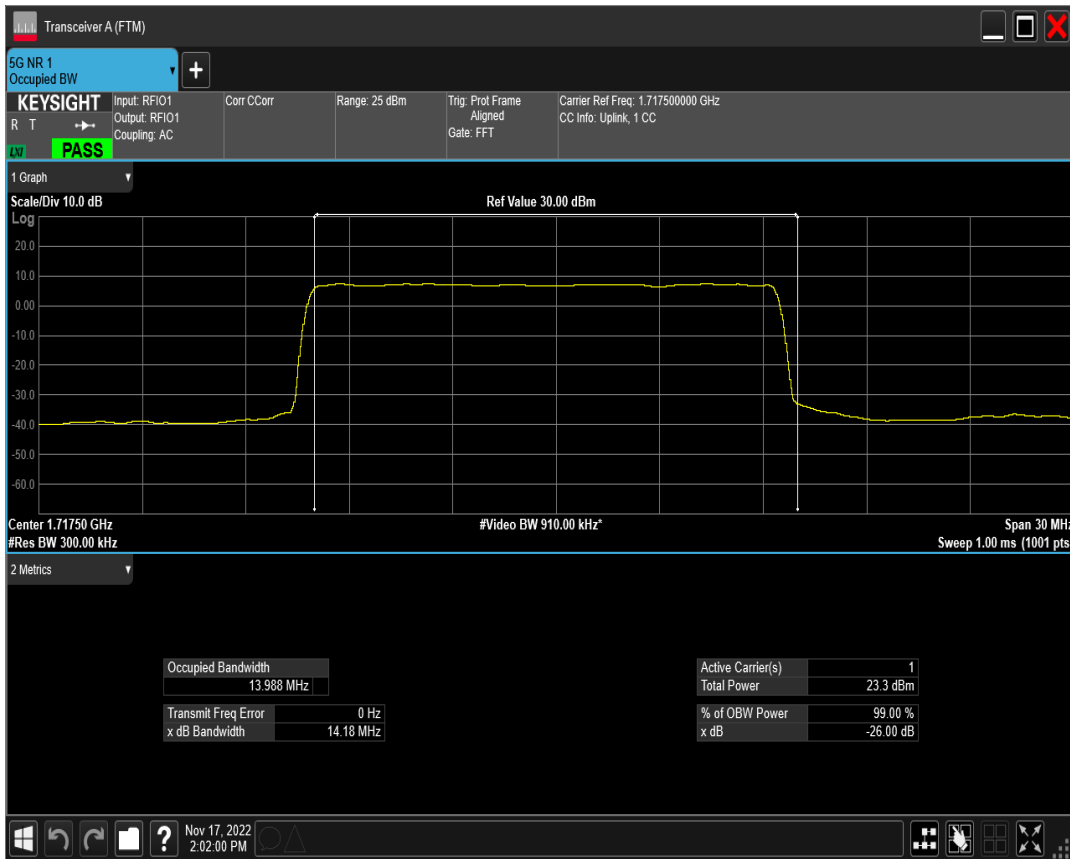 Transceiver A (FTM)
5G NR 1
Occupied BW
+
KEYSIGHT
R T
LXI
PASS
Input: RFIO1
Output: RFIO1
Coupling: AC
Corr CCorr
Range: 25 dBm
Trig: Prot Frame
Aligned
Gate: FFT
Carrier Ref Freq: 1.717500000 GHz
CC Info: Uplink, 1 CC
1 Graph
Scale/Div 10.0 dB
Ref Value 30.00 dBm
Log
20.0
10.0
0.00
-10.0
-20.0
-30.0
-40.0
-50.0
-60.0
Center 1.71750 GHz
#Video BW 910.00 kHz*
Span 30 MHz
#Res BW 300.00 kHz
Sweep 1.00 ms (1001 pts
2 Metrics
Occupied Bandwidth
13.988 MHz
Transmit Freq Error 0 Hz
x dB Bandwidth 14.18 MHz
Active Carrier(s) 1
Total Power 23.3 dBm
% of OBW Power 99.00 %
x dB -26.00 dB
?
Nov 17, 2022
2:02:00 PM